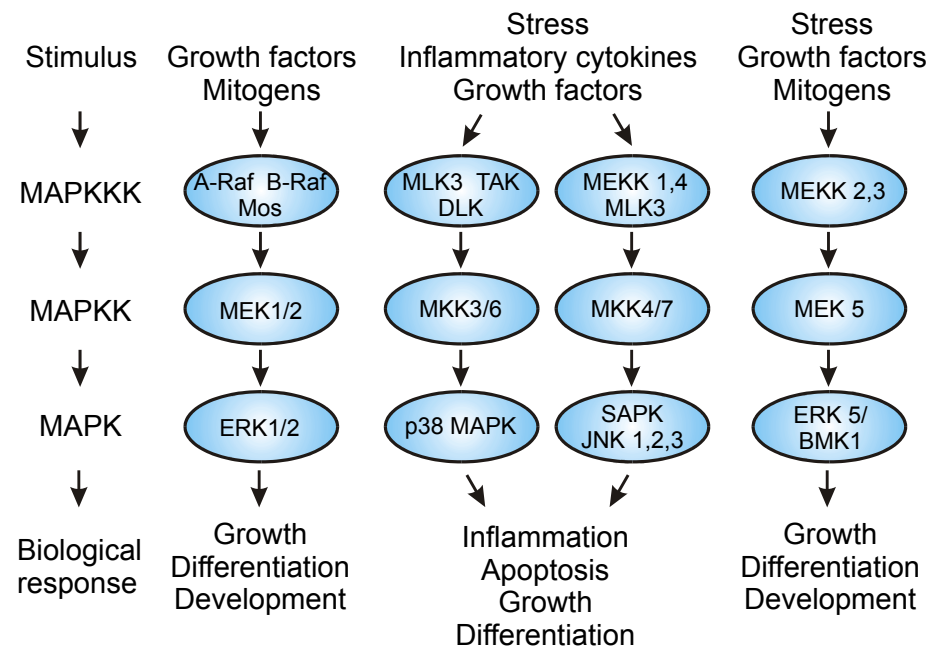 Stimulus
Growth factors
Mitogens
Stress
Inflammatory cytokines
Growth factors
Stress
Growth factors
Mitogens
MAPKKK
A-Raf B-Raf
Mos
MLK3 TAK
DLK
MEKK 1,4
MLK3
MEKK 2,3
MAPKK
MEK1/2
MKK3/6
MKK4/7
MEK 5
MAPK
ERK1/2
p38 MAPK
SAPK
JNK 1,2,3
ERK 5/
BMK1
Biological
response
Growth
Differentiation
Development
Inflammation
Apoptosis
Growth
Differentiation
Growth
Differentiation
Development